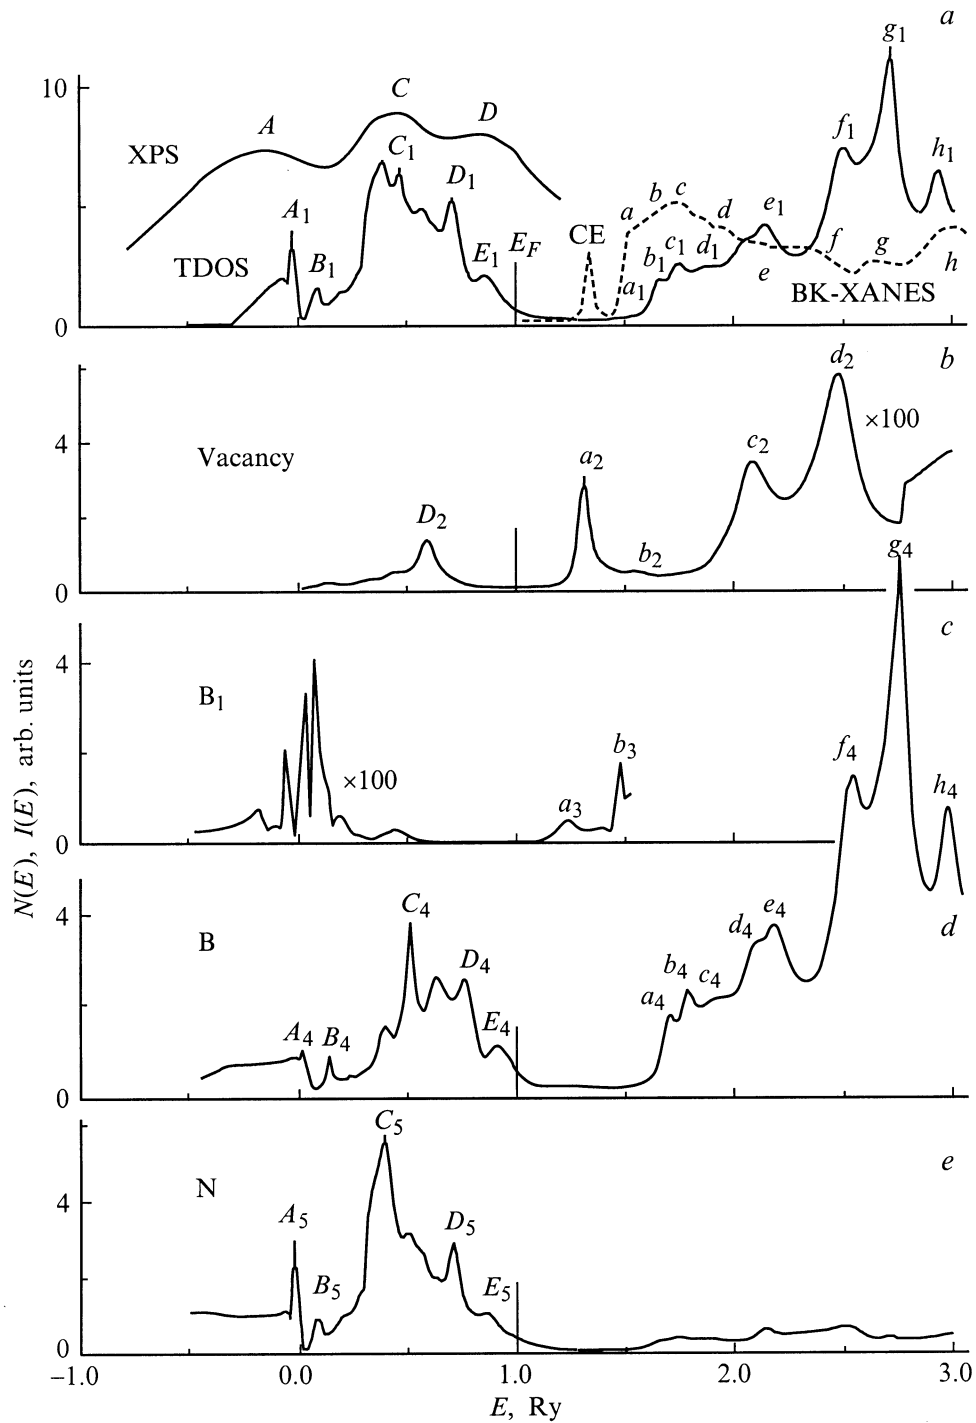 a
g₁
10
C
A
D
f₁
XPS
C₁
h₁
D₁
b
c
e₁
A₁
a
d
E_F
CE
E₁
c₁
f
g
TDOS
B₁
b₁
d₁
e
h
a₁
BK-XANES
0
b
d₂
×100
4
c₂
Vacancy
a₂
D₂
b₂
0
g₄
c
4
B₁
f₄
b₃
×100
h₄
a₃
0
C₄
4
e₄
d₄
d
B
D₄
b₄
c₄
a₄
E₄
A₄
B₄
0
C₅
e
N
4
A₅
D₅
B₅
E₅
0
−1.0
0.0
1.0
2.0
3.0
E, Ry
N(E), I(E), arb. units